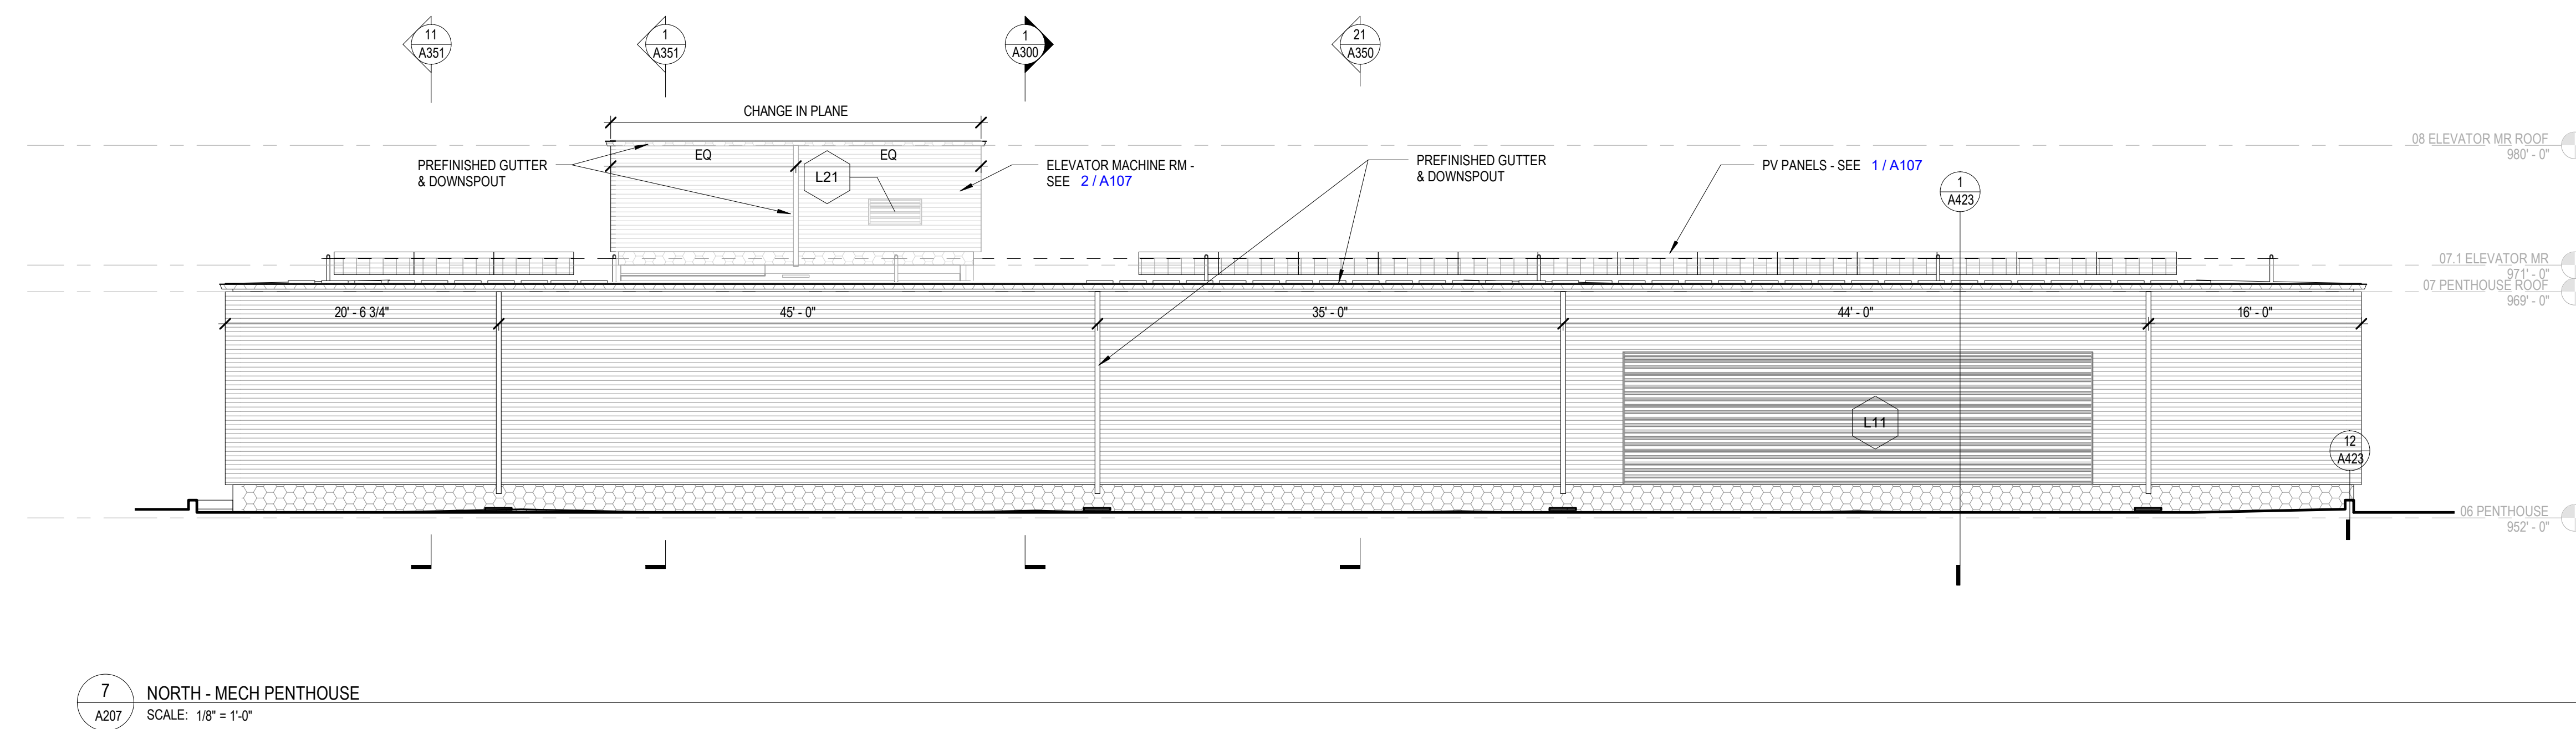 11
A351
1
A351
1
A300
21
A350
CHANGE IN PLANE
08 ELEVATOR MR ROOF
980' - 0"
PREFINISHED GUTTER
& DOWNSPOUT
EQ
EQ
L21
ELEVATOR MACHINE RM -
SEE 2 / A107
PREFINISHED GUTTER
& DOWNSPOUT
PV PANELS - SEE 1 / A107
1
A423
07.1 ELEVATOR MR
971' - 0"
07 PENTHOUSE ROOF
969' - 0"
20' - 6 3/4"
45' - 0"
35' - 0"
44' - 0"
16' - 0"
L11
12
A423
06 PENTHOUSE
952' - 0"
7
A207
NORTH - MECH PENTHOUSE
SCALE: 1/8" = 1'-0"